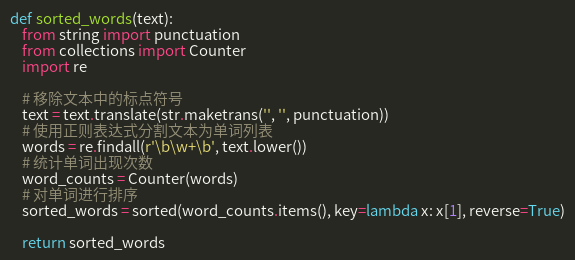 def sorted_words(text):
    from string import punctuation
    from collections import Counter
    import re

    # 移除文本中的标点符号
    text = text.translate(str.maketrans('', '', punctuation))
    # 使用正则表达式分割文本为单词列表
    words = re.findall(r'\b\w+\b', text.lower())
    # 统计单词出现次数
    word_counts = Counter(words)
    # 对单词进行排序
    sorted_words = sorted(word_counts.items(), key=lambda x: x[1], reverse=True)

    return sorted_words